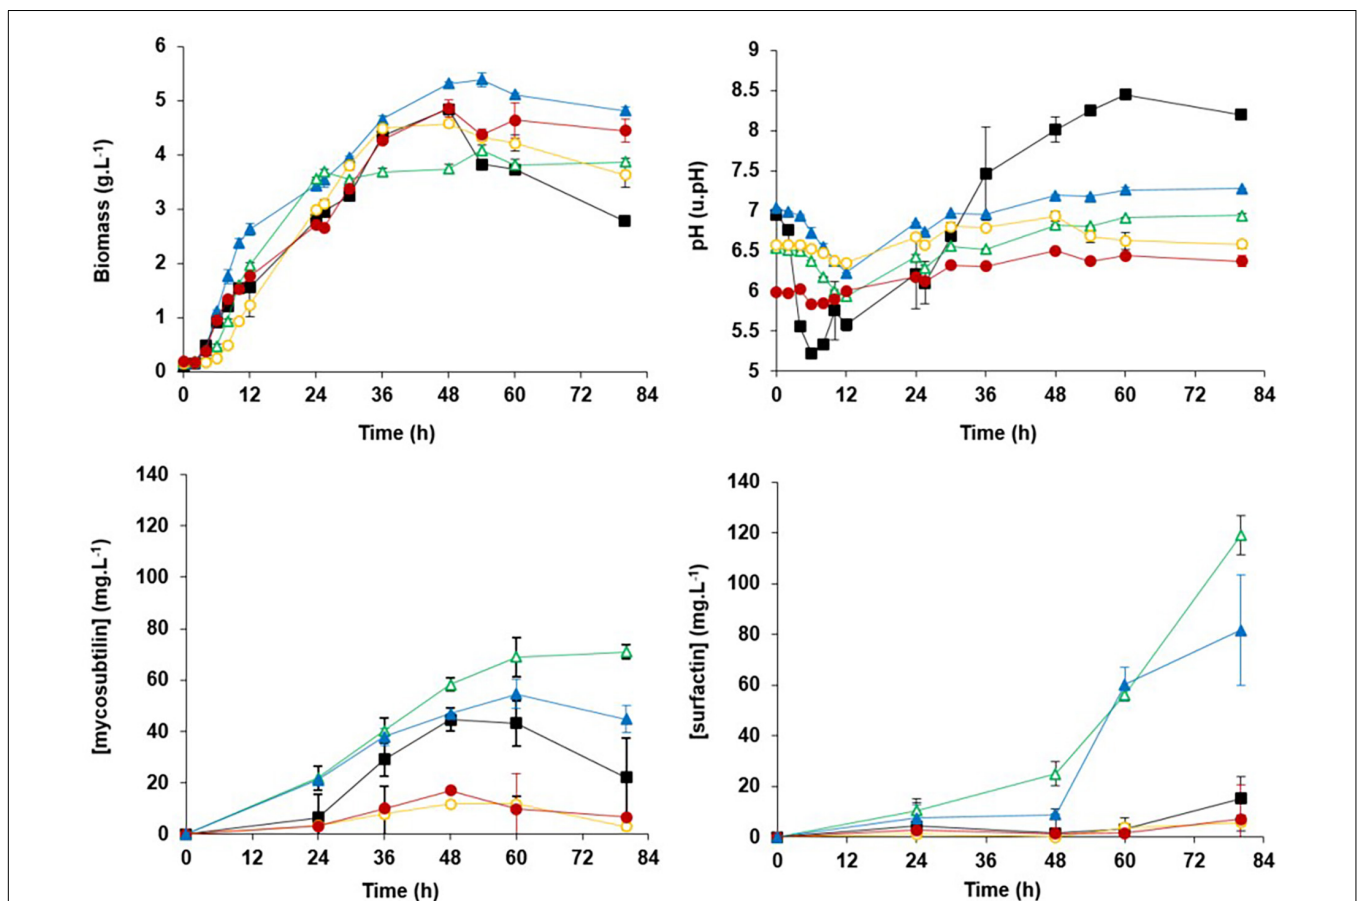 6
5
4
3
2
1
0
0 12 24 36 48 60 72 84
Biomass (g.L-1)
Time (h)
9
8.5
8
7.5
7
6.5
6
5.5
5
0 12 24 36 48 60 72 84
pH (u.pH)
Time (h)
140
120
100
80
60
40
20
0
0 12 24 36 48 60 72 84
[mycosubtilin] (mg.L-1)
Time (h)
140
120
100
80
60
40
20
0
0 12 24 36 48 60 72 84
[surfactin] (mg.L-1)
Time (h)